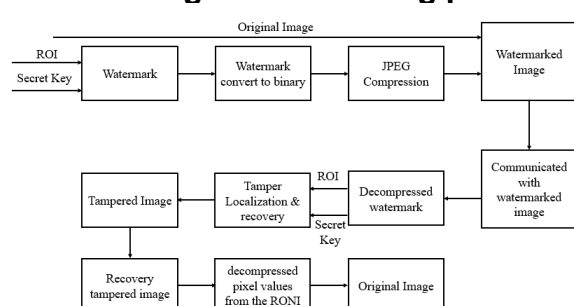 Original Image
ROI
Secret Key
Watermark
Watermark
convert to binary
JPEG
Compression
Watermarked
Image
Communicated
with
watermarked
image
Decompressed
watermark
ROI
Secret
Key
Tamper
Localization &
recovery
Tampered Image
Recovery
tampered image
decompressed
pixel values
from the RONI
Original Image